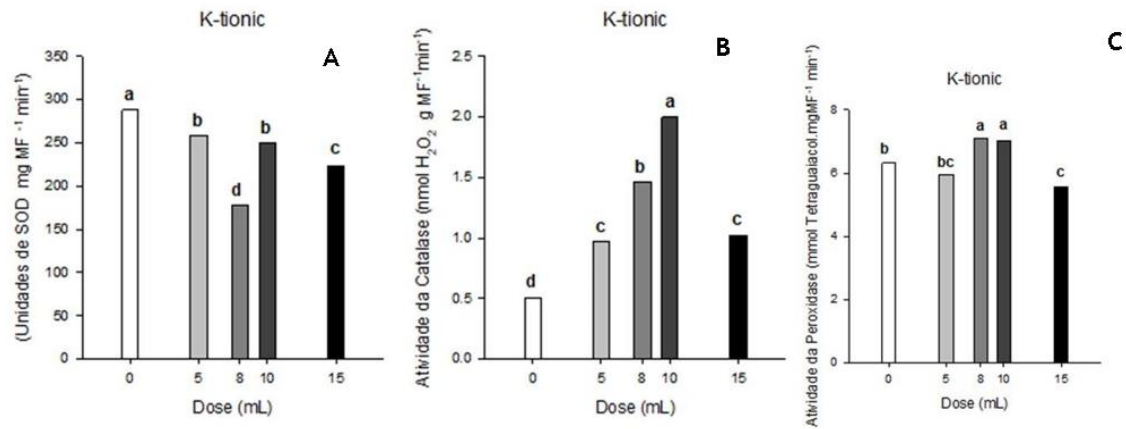 K-tionic
A
(Unidades de SOD mg MF ⁻¹ min⁻¹)
350
300
250
200
150
100
50
0
a
b
d
b
c
0 5 8 10 15
Dose (mL)
K-tionic
B
Atividade da Catalase (nmol H₂O₂ g MF⁻¹min⁻¹)
2.5
2.0
1.5
1.0
0.5
0.0
d
c
b
a
c
0 5 8 10 15
Dose (mL)
C
K-tionic
Atividade da Peroxidase (mmol Tetraguaiacol.mgMF⁻¹ min⁻¹)
8
6
4
2
0
b
bc
a
a
c
0 5 8 10 15
Dose (mL)